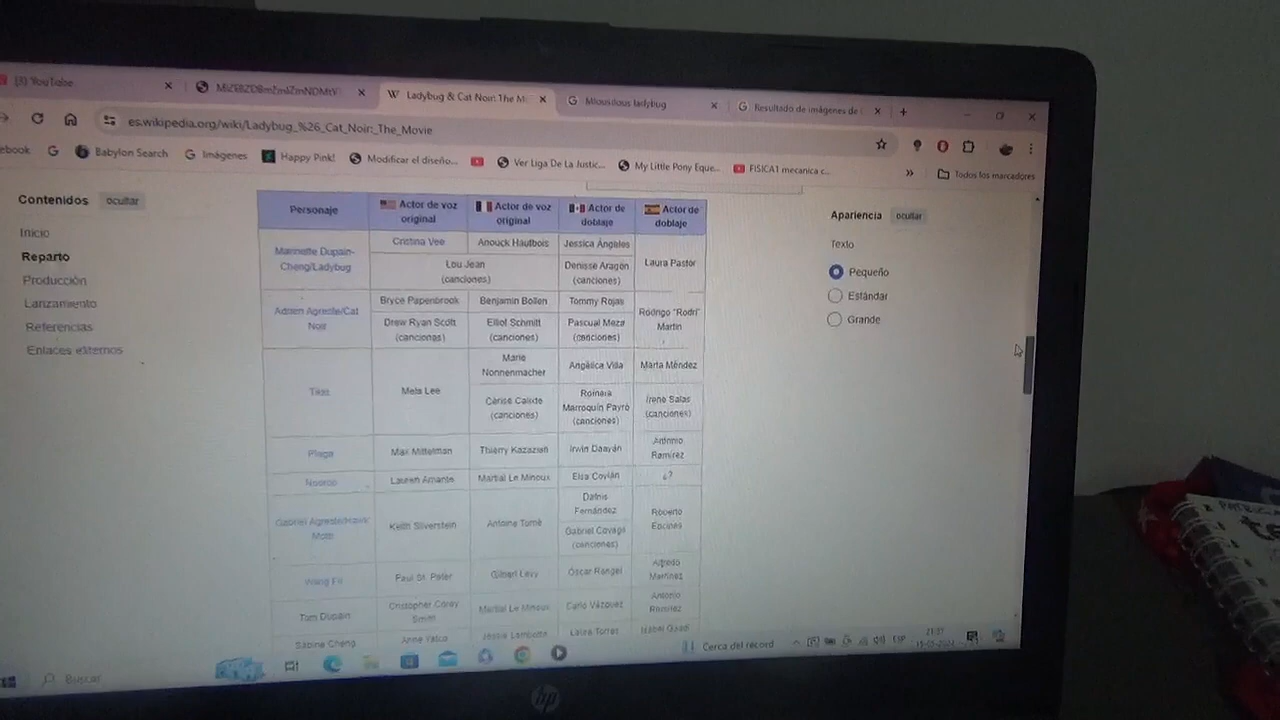 YouTube
Ladybug & Cat Noir: The M
Miousilous ladybug
Resultado de imágenes de
es.wikipedia.org/wiki/Ladybug_%26_Cat_Noir:_The_Movie
ebook
Babylon Search
Imágenes
Happy Pink!
Modificar el diseño...
Ver Liga De La Justic...
My Little Pony Eque...
FISICA1 mecanica c...
»
Todos los marcadores
Contenidos ocultar
Inicio
Reparto
Producción
Lanzamiento
Referencias
Enlaces externos
Personaje
Actor de voz original
Actor de voz original
Actor de doblaje
Actor de doblaje
Marinette Dupain-
Cheng/Ladybug
Cristina Vee
Anouck Hautbois
Jessica Ángeles
Laura Pastor
Lou Jean
(canciones)
Denisse Aragón
(canciones)
Adrien Agreste/Cat
Noir
Bryce Papenbrook
Benjamin Bollen
Tommy Rojas
Rodrigo "Rodri"
Martin
Drew Ryan Scott
(canciones)
Elliot Schmitt
(canciones)
Pascual Meza
(canciones)
Tikki
Mela Lee
Marie
Nonnenmacher
Angélica Villa
Marta Méndez
Cerise Calixte
(canciones)
Romina
Marroquín Payró
(canciones)
Irene Salas
(canciones)
Plagg
Max Mittelman
Thierry Kazazian
Irwin Daayán
Antonio
Ramírez
Nooroo
Lauren Amante
Martial Le Minoux
Elsa Covián
¿?
Gabriel Agreste/Hawk
Moth
Keith Silverstein
Antoine Tomé
Dafnis
Fernández
Roberto
Encinas
Gabriel Covaga
(canciones)
Wang Fu
Paul St. Peter
Gilbert Levy
Óscar Rangel
Alfredo
Martínez
Tom Dupain
Cristopher Corey
Smith
Martial Le Minoux
Carlo Vázquez
Antonio
Ramírez
Sabine Cheng
Anne Yatco
Jessie Lambotte
Laura Torres
Apariencia ocultar
Texto
Pequeño
Estándar
Grande
Buscar
Cerca del récord
ESP
21:37
hp